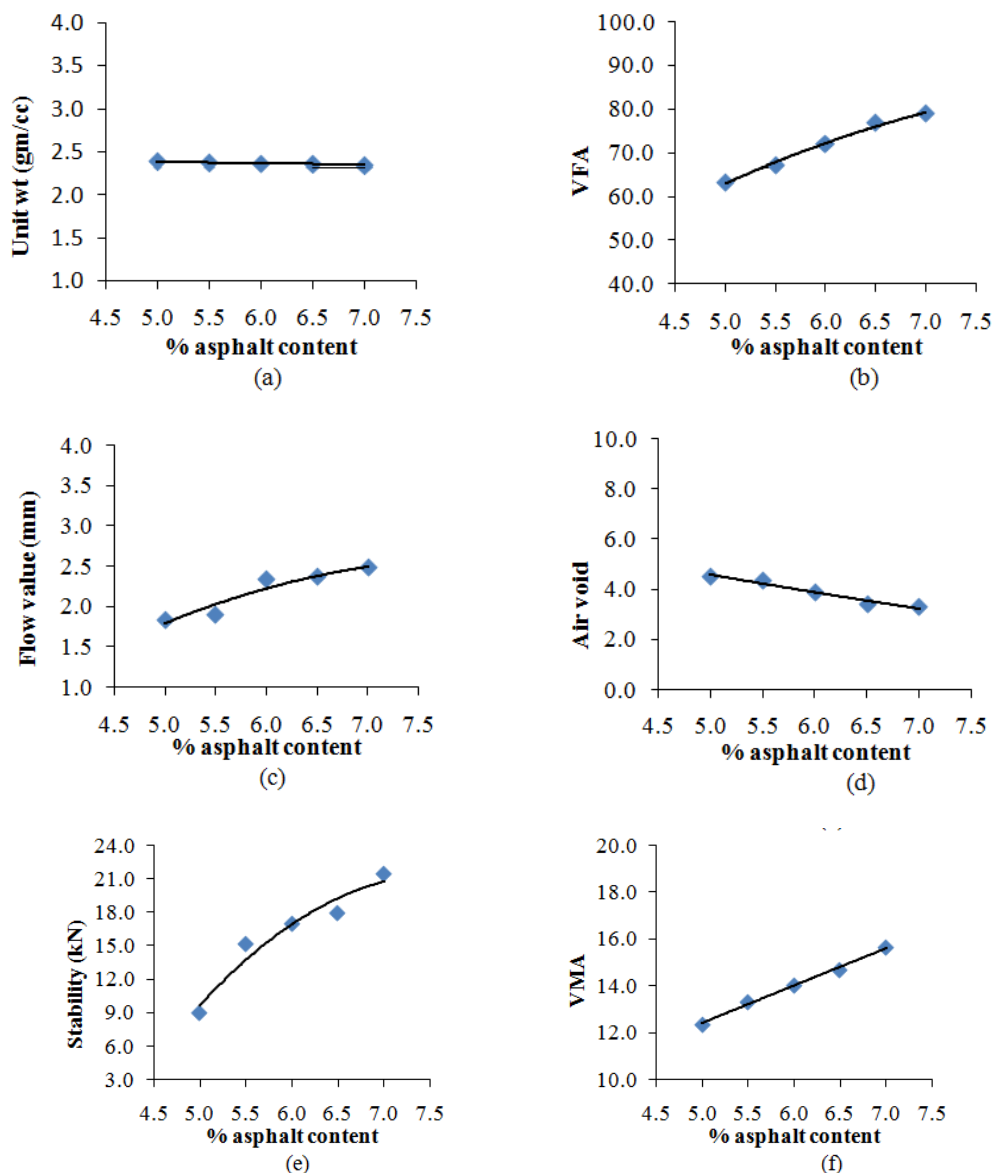 4.0
3.5
3.0
2.5
2.0
1.5
1.0
Unit wt (gm/cc)
4.5 5.0 5.5 6.0 6.5 7.0 7.5
% asphalt content
(a)
100.0
90.0
80.0
70.0
60.0
50.0
40.0
VFA
4.5 5.0 5.5 6.0 6.5 7.0 7.5
% asphalt content
(b)
4.0
3.5
3.0
2.5
2.0
1.5
1.0
Flow value (mm)
4.5 5.0 5.5 6.0 6.5 7.0 7.5
% asphalt content
(c)
10.0
8.0
6.0
4.0
2.0
0.0
Air void
4.5 5.0 5.5 6.0 6.5 7.0 7.5
% asphalt content
(d)
24.0
21.0
18.0
15.0
12.0
9.0
6.0
3.0
Stability (kN)
4.5 5.0 5.5 6.0 6.5 7.0 7.5
% asphalt content
(e)
20.0
18.0
16.0
14.0
12.0
10.0
VMA
4.5 5.0 5.5 6.0 6.5 7.0 7.5
% asphalt content
(f)